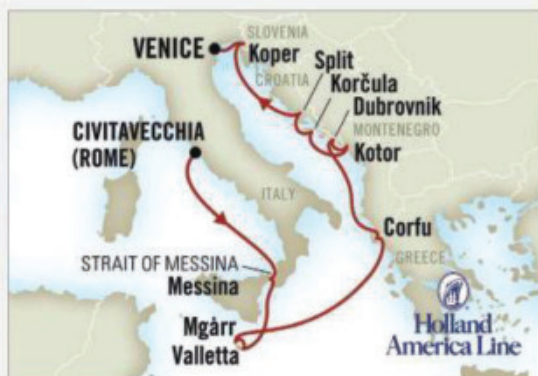 SLOVENIA
VENICE
Koper
Split
CROATIA
Korčula
Dubrovnik
CIVITAVECCHIA
(ROME)
MONTENEGRO
Kotor
ITALY
Corfu
GREECE
STRAIT OF MESSINA
Messina
Mgårr
Valletta
Holland
America Line